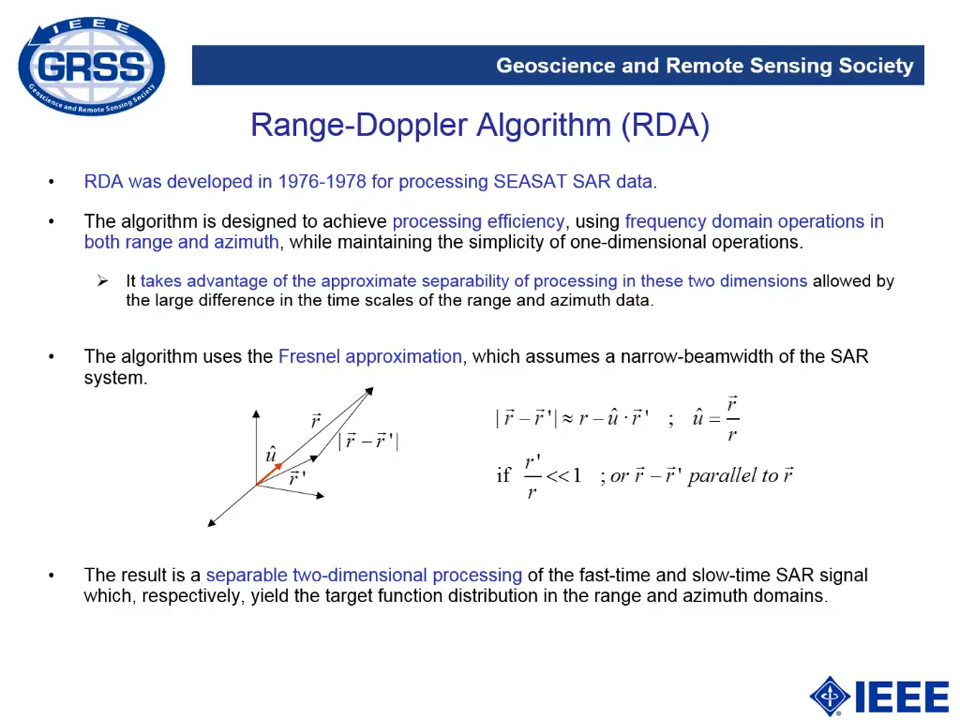 IEEE
GRSS
Geoscience and Remote Sensing Society
Geoscience and Remote Sensing Society
Range-Doppler Algorithm (RDA)
• RDA was developed in 1976-1978 for processing SEASAT SAR data.
• The algorithm is designed to achieve processing efficiency, using frequency domain operations in
both range and azimuth, while maintaining the simplicity of one-dimensional operations.
➢ It takes advantage of the approximate separability of processing in these two dimensions allowed by
the large difference in the time scales of the range and azimuth data.
• The algorithm uses the Fresnel approximation, which assumes a narrow-beamwidth of the SAR
system.
r⃗
|r⃗ − r⃗'|
û
r⃗'
|r⃗ − r⃗'| ≈ r − û · r⃗' ; û = r⃗/r
if r'/r << 1 ; or r⃗ − r⃗' parallel to r⃗
• The result is a separable two-dimensional processing of the fast-time and slow-time SAR signal
which, respectively, yield the target function distribution in the range and azimuth domains.
IEEE